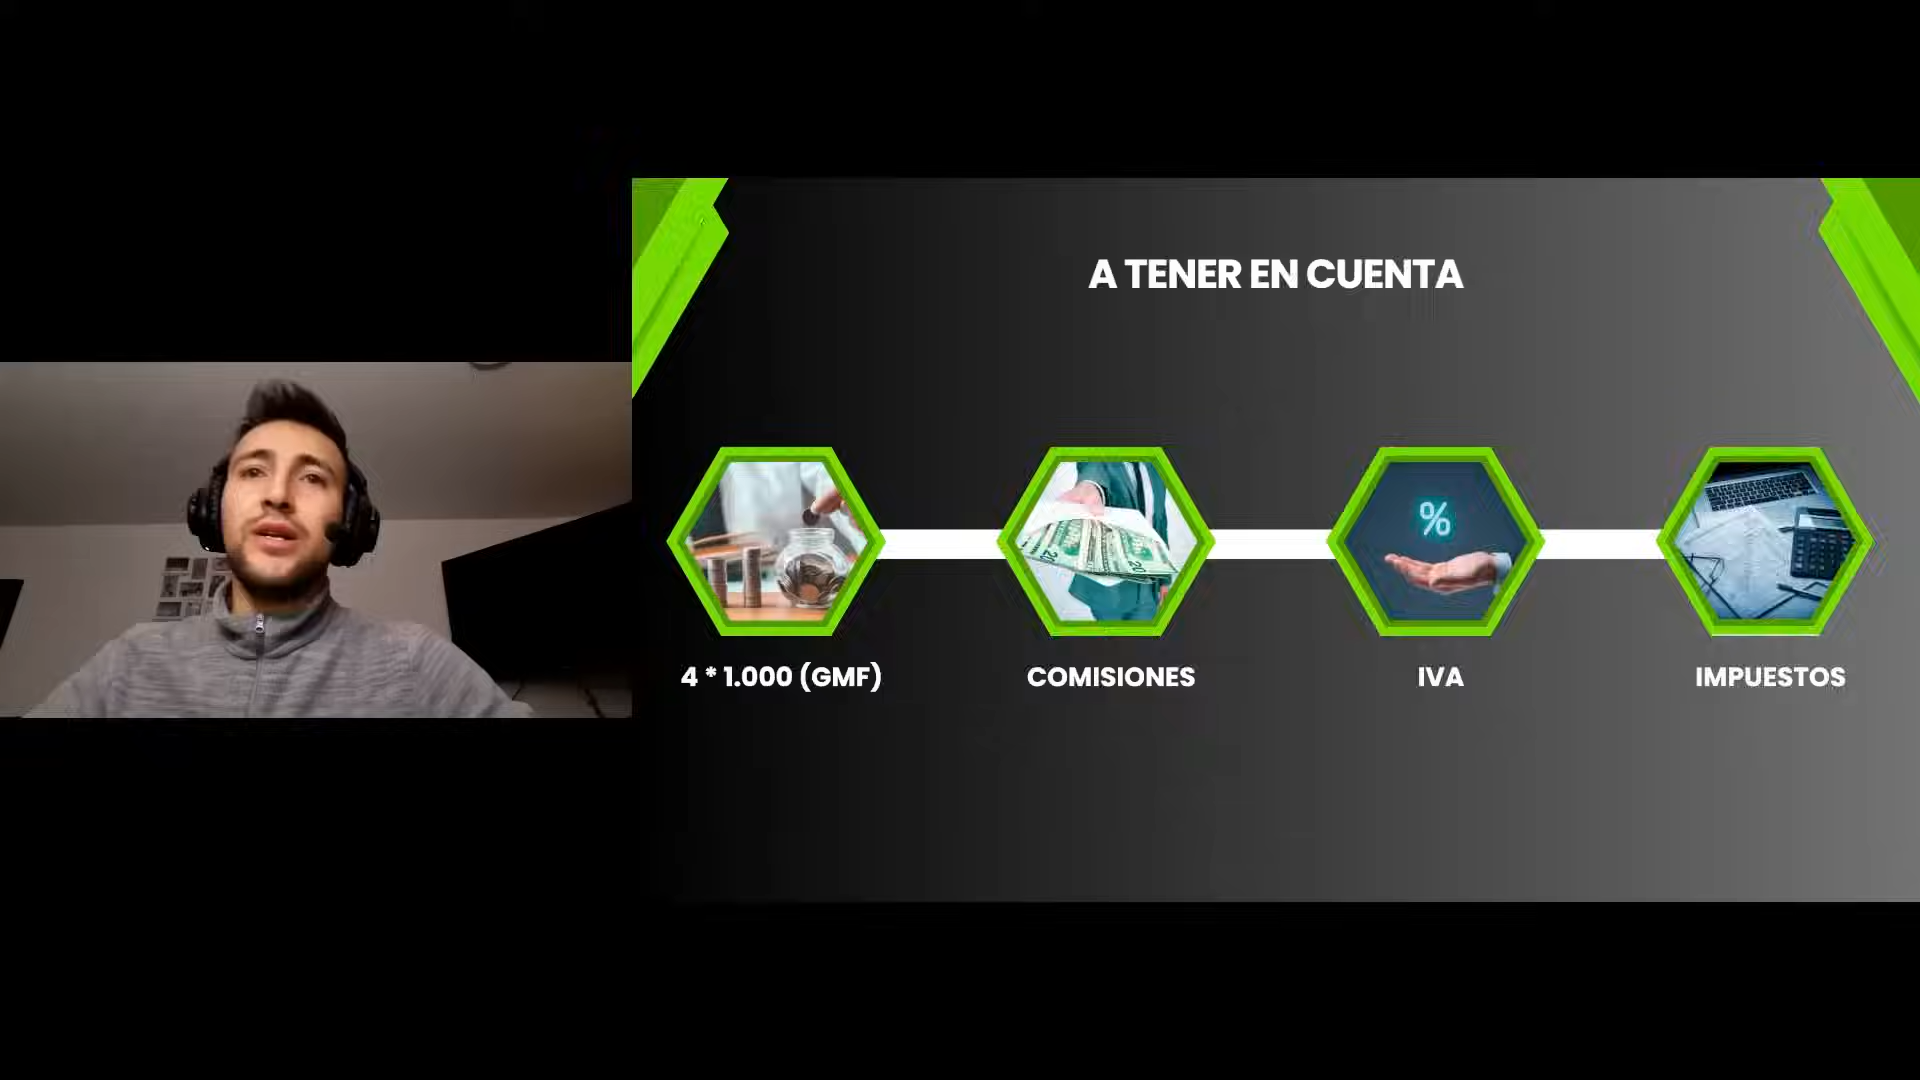 A TENER EN CUENTA
%
4 * 1.000 (GMF)
COMISIONES
IVA
IMPUESTOS